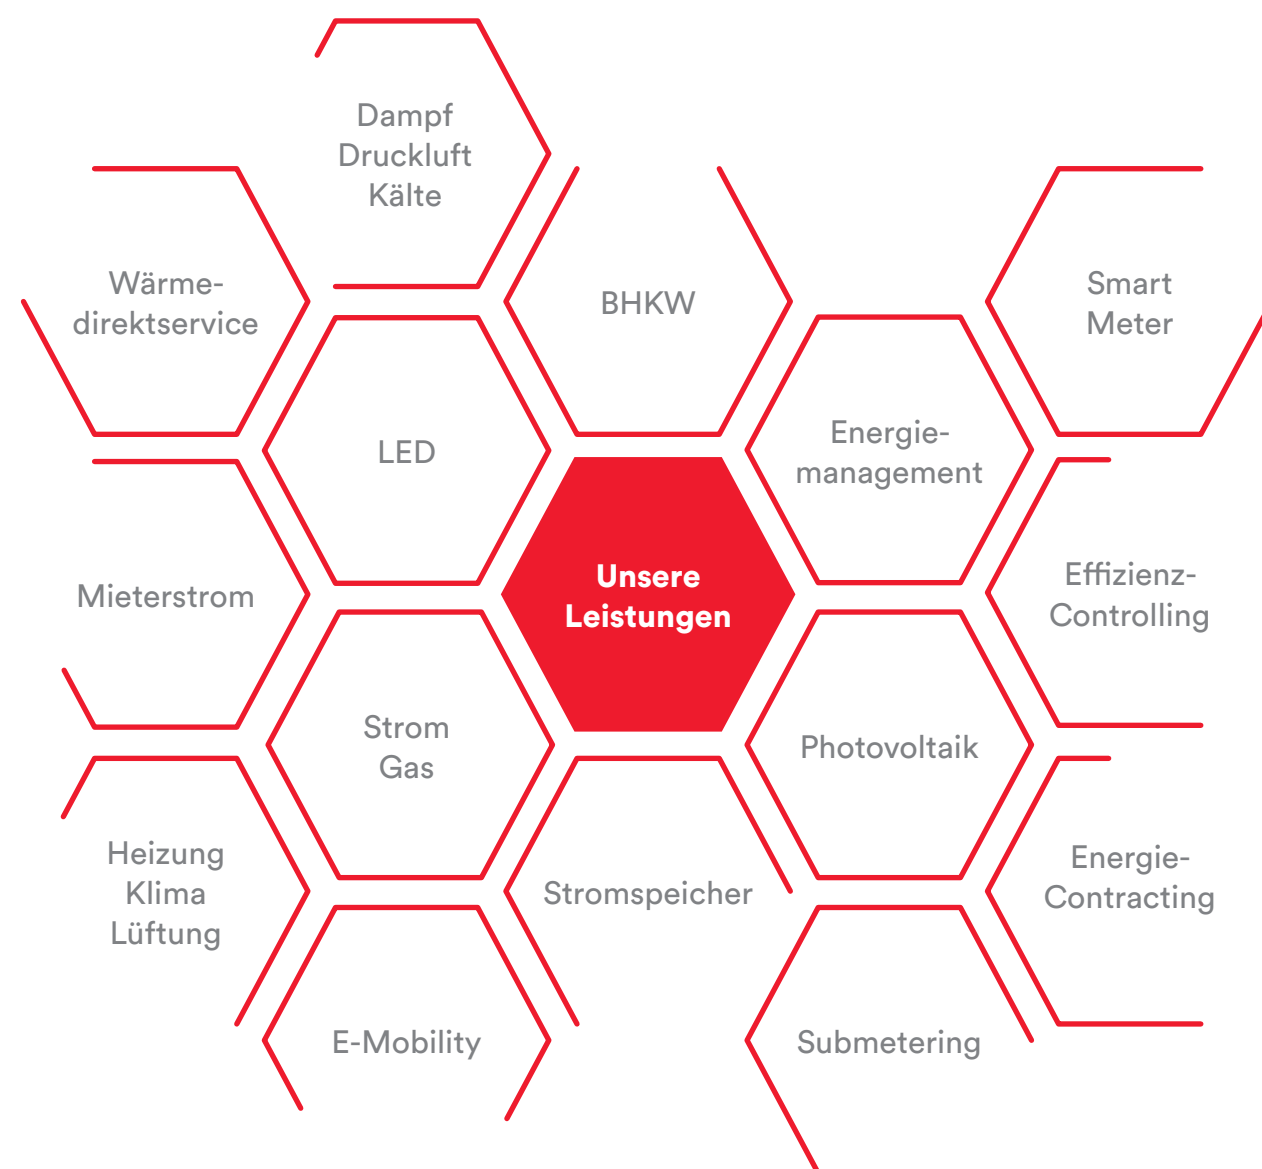 Dampf
Druckluft
Kälte
Wärme-
direktservice
BHKW
Smart
Meter
LED
Energie-
management
Unsere
Leistungen
Mieterstrom
Effizienz-
Controlling
Strom
Gas
Photovoltaik
Heizung
Klima
Lüftung
Stromspeicher
Energie-
Contracting
E-Mobility
Submetering